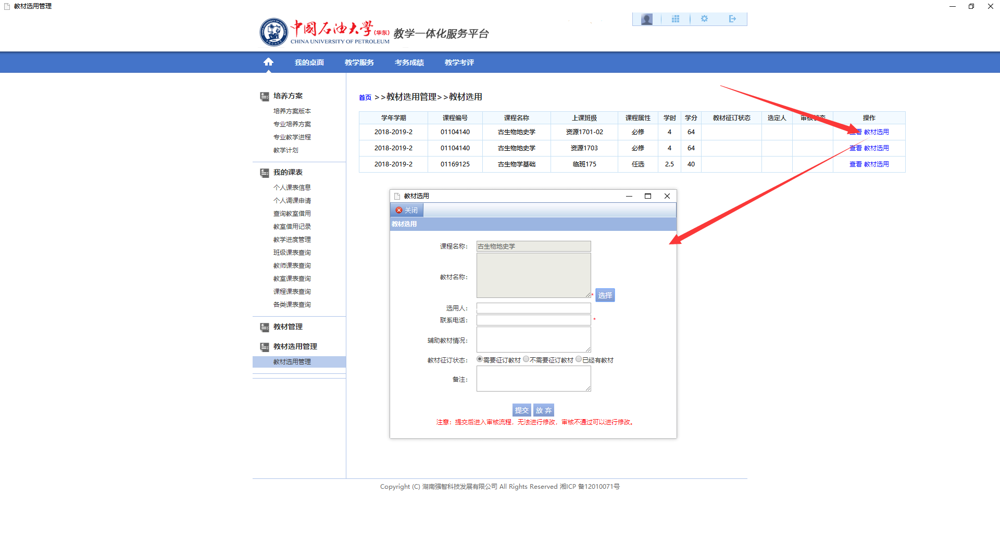 教材选用管理
中国石油大学(华东) 教学一体化服务平台
CHINA UNIVERSITY OF PETROLEUM
我的桌面 教学服务 考务成绩 教学考评
培养方案
培养方案版本
专业培养方案
专业教学进程
教学计划
我的课表
个人课表信息
个人调课申请
查询教室借用
教室借用记录
教学进度管理
班级课表查询
教师课表查询
教室课表查询
课程课表查询
各类课表查询
教材管理
教材选用管理
教材选用管理
首页 >>教材选用管理>>教材选用
学年学期 课程编号 课程名称 上课班级 课程属性 学时 学分 教材征订状态 选定人 审核状态 操作
2018-2019-2 01104140 古生物地史学 资源1701-02 必修 4 64 查看 教材选用
2018-2019-2 01104140 古生物地史学 资源1703 必修 4 64 查看 教材选用
2018-2019-2 01169125 古生物学基础 临班175 任选 2.5 40 查看 教材选用
教材选用
关闭
教材选用
课程名称: 古生物地史学
教材名称: * 选择
选用人:
联系电话: *
辅助教材情况:
教材征订状态: 需要征订教材 不需要征订教材 已经有教材
备注:
提交 放 弃
注意：提交后进入审核流程，无法进行修改，审核不通过可以进行修改。
Copyright (C) 湖南强智科技发展有限公司 All Rights Reserved 湘ICP 备12010071号